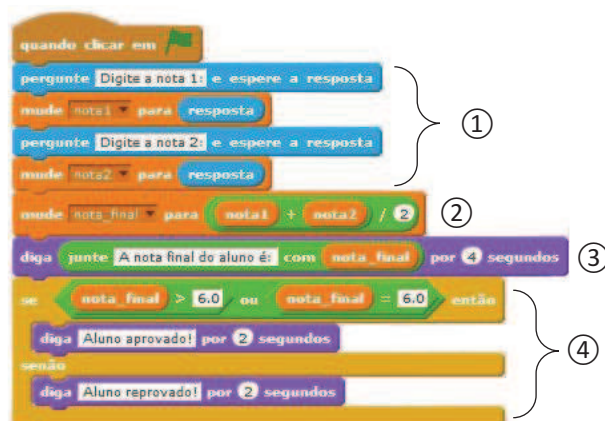 quando clicar em
pergunte Digite a nota 1: e espere a resposta
mude nota1 para resposta
pergunte Digite a nota 2: e espere a resposta
mude nota2 para resposta
①
mude nota_final para nota1 + nota2 / 2
②
diga junte A nota final do aluno é: com nota_final por 4 segundos
③
se nota_final > 6.0 ou nota_final = 6.0 então
diga Aluno aprovado! por 2 segundos
senão
diga Aluno reprovado! por 2 segundos
④